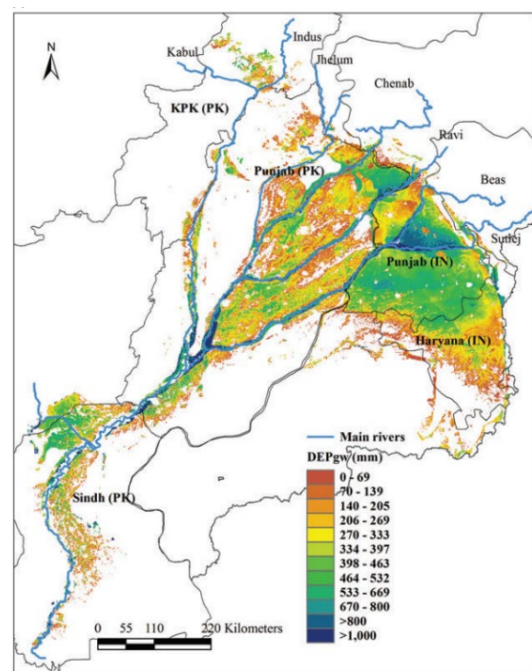 N
Kabul
Indus
Jhelum
Chenab
KPK (PK)
Ravi
Punjab (PK)
Beas
Sutlej
Punjab (IN)
Haryana (IN)
Sindh (PK)
Main rivers
DEPgw (mm)
0 - 69
70 - 139
140 - 205
206 - 269
270 - 333
334 - 397
398 - 463
464 - 532
533 - 669
670 - 800
>800
>1,000
0 55 110 220 Kilometers